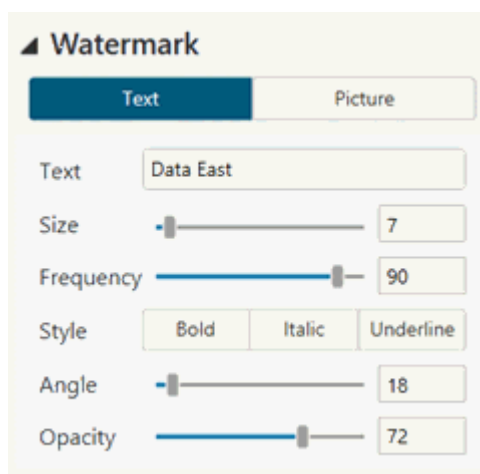 Watermark
Text Picture
Text Data East
Size 7
Frequency 90
Style Bold Italic Underline
Angle 18
Opacity 72